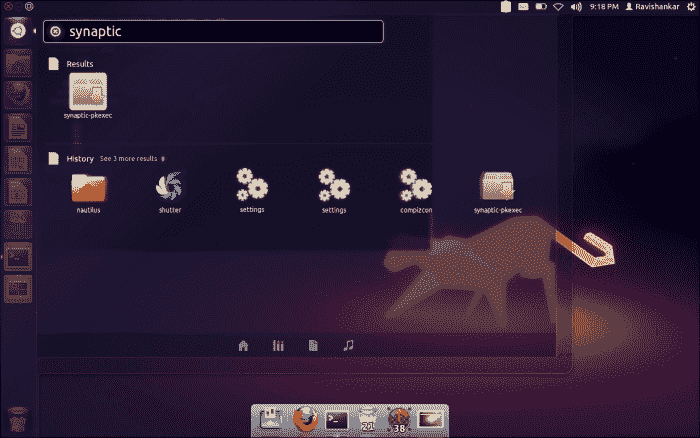 9:18 PM Ravishankar
synaptic
Results
synaptic-pkexec
History See 3 more results
nautilus shutter settings settings compizcon synaptic-pkexec
21 38